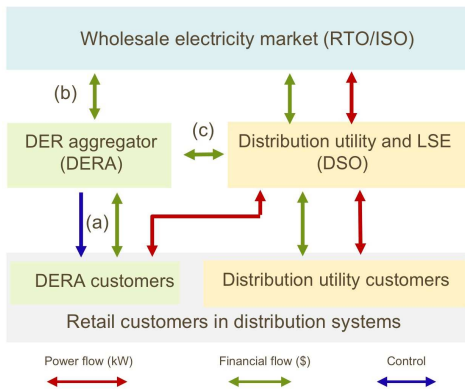 Wholesale electricity market (RTO/ISO)
(b)
(c)
DER aggregator
(DERA)
Distribution utility and LSE
(DSO)
(a)
DERA customers
Distribution utility customers
Retail customers in distribution systems
Power flow (kW)
Financial flow ($)
Control